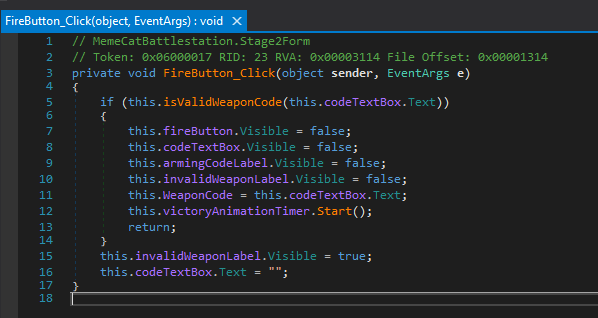 FireButton_Click(object, EventArgs) : void ×
1 // MemeCatBattlestation.Stage2Form
2 // Token: 0x06000017 RID: 23 RVA: 0x00003114 File Offset: 0x00001314
3 private void FireButton_Click(object sender, EventArgs e)
4 {
5 if (this.isValidWeaponCode(this.codeTextBox.Text))
6 {
7 this.fireButton.Visible = false;
8 this.codeTextBox.Visible = false;
9 this.armingCodeLabel.Visible = false;
10 this.invalidWeaponLabel.Visible = false;
11 this.WeaponCode = this.codeTextBox.Text;
12 this.victoryAnimationTimer.Start();
13 return;
14 }
15 this.invalidWeaponLabel.Visible = true;
16 this.codeTextBox.Text = "";
17 }
18